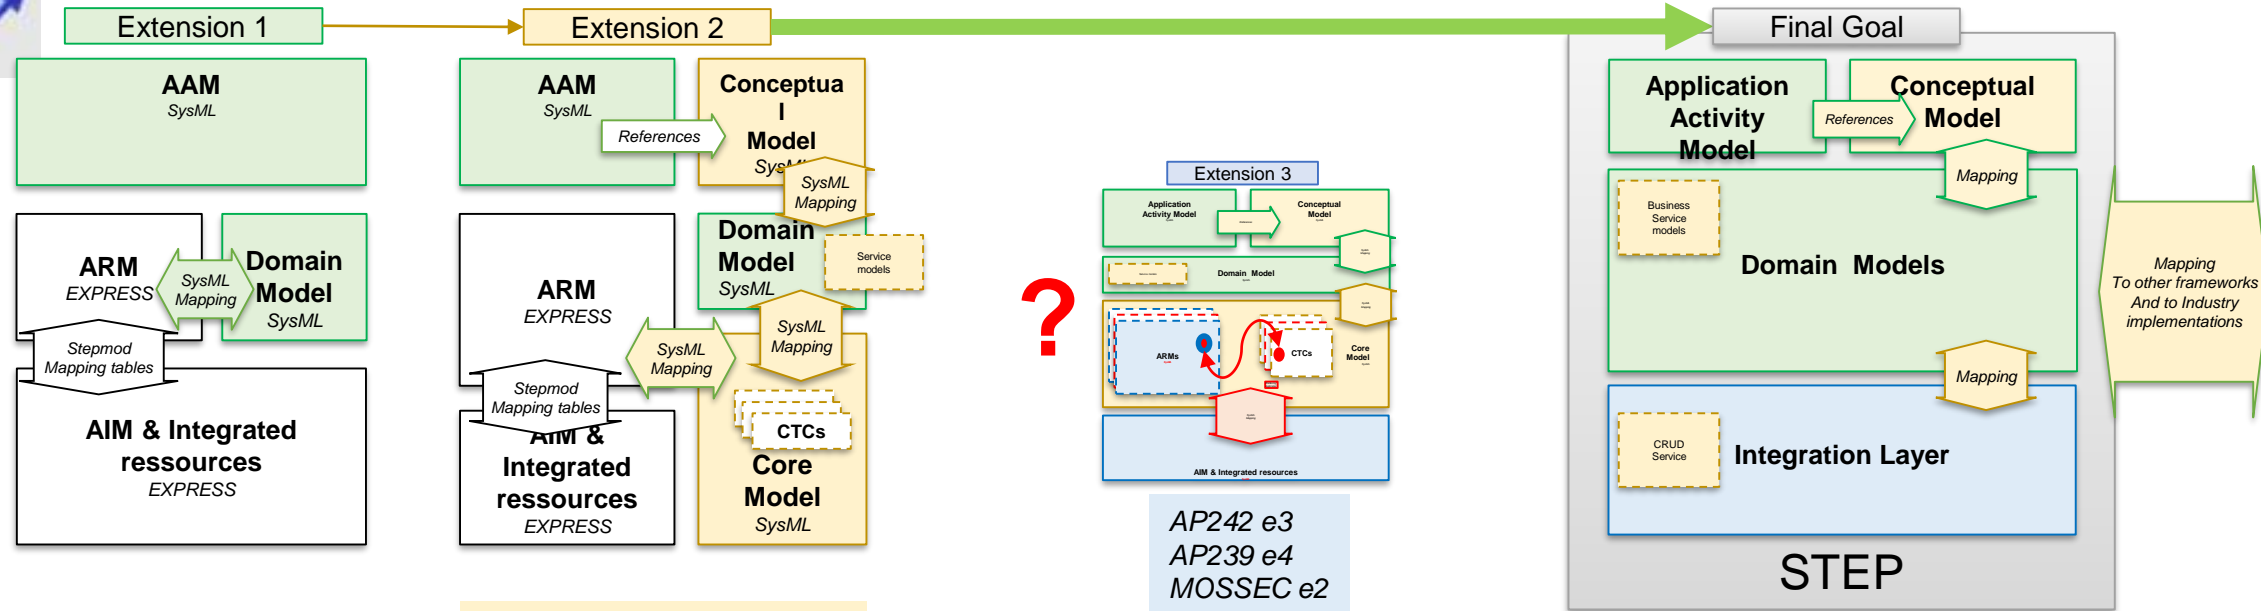 Extension 1
AAM
SysML
ARM
EXPRESS
SysML
Mapping
Domain
Model
SysML
Stepmod
Mapping tables
AIM & Integrated
ressources
EXPRESS
Extension 2
AAM
SysML
References
Conceptua
l
Model
SysML
SysML
Mapping
ARM
EXPRESS
Domain
Model
SysML
Service
models
SysML
Mapping
SysML
Mapping
Stepmod
Mapping tables
AIM &
Integrated
ressources
EXPRESS
CTCs
Core
Model
SysML
?
Extension 3
Application
Activity Model
Conceptual
Model
Domain Model
ARMs
CTCs
Core
Model
AIM & Integrated resources
AP242 e3
AP239 e4
MOSSEC e2
Final Goal
Application
Activity
Model
References
Conceptual
Model
Mapping
Business
Service
models
Domain Models
Mapping
CRUD
Service
Integration Layer
STEP
Mapping
To other frameworks
And to Industry
implementations